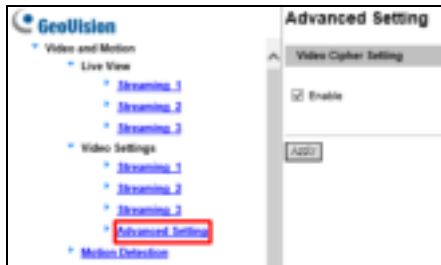 GeoVision
Video and Motion
Live View
Streaming 1
Streaming 2
Streaming 3
Video Settings
Streaming 1
Streaming 2
Streaming 3
Advanced Setting
Motion Detection
Advanced Setting
Video Cipher Setting
Enable
Apply